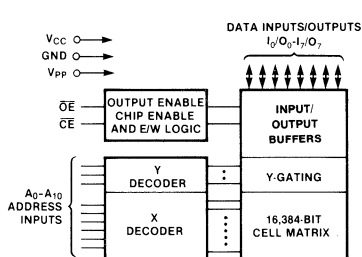 DATA INPUTS/OUTPUTS
I0/O0-I7/O7
VCC
GND
VPP
OE
CE
OUTPUT ENABLE
CHIP ENABLE
AND E/W LOGIC
INPUT/
OUTPUT
BUFFERS
A0-A10
ADDRESS
INPUTS
Y
DECODER
Y-GATING
X
DECODER
16,384-BIT
CELL MATRIX